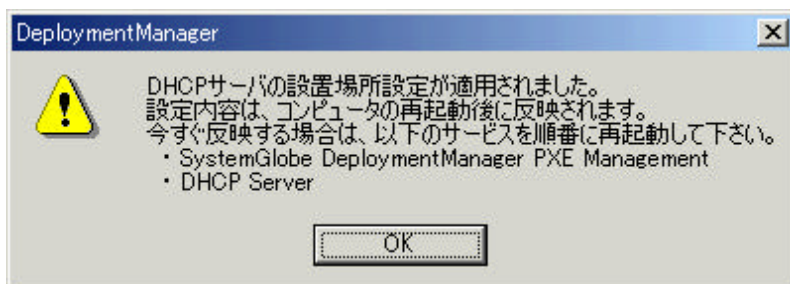 DeploymentManager
DHCPサーバの設置場所設定が適用されました。
設定内容は、コンピュータの再起動後に反映されます。
今すぐ反映する場合は、以下のサービスを順番に再起動して下さい。
・SystemGlobe DeploymentManager PXE Management
・DHCP Server
OK